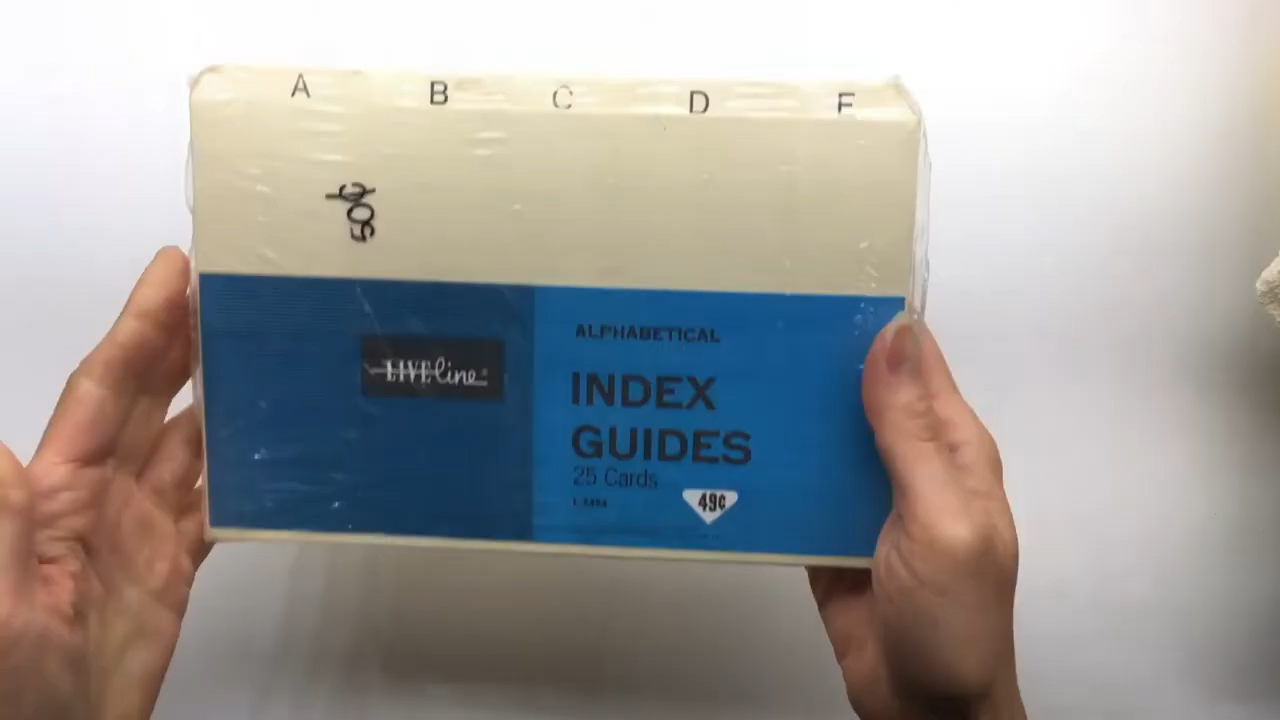 A B C D E
50¢
LIVEline®
ALPHABETICAL
INDEX
GUIDES
25 Cards
49¢